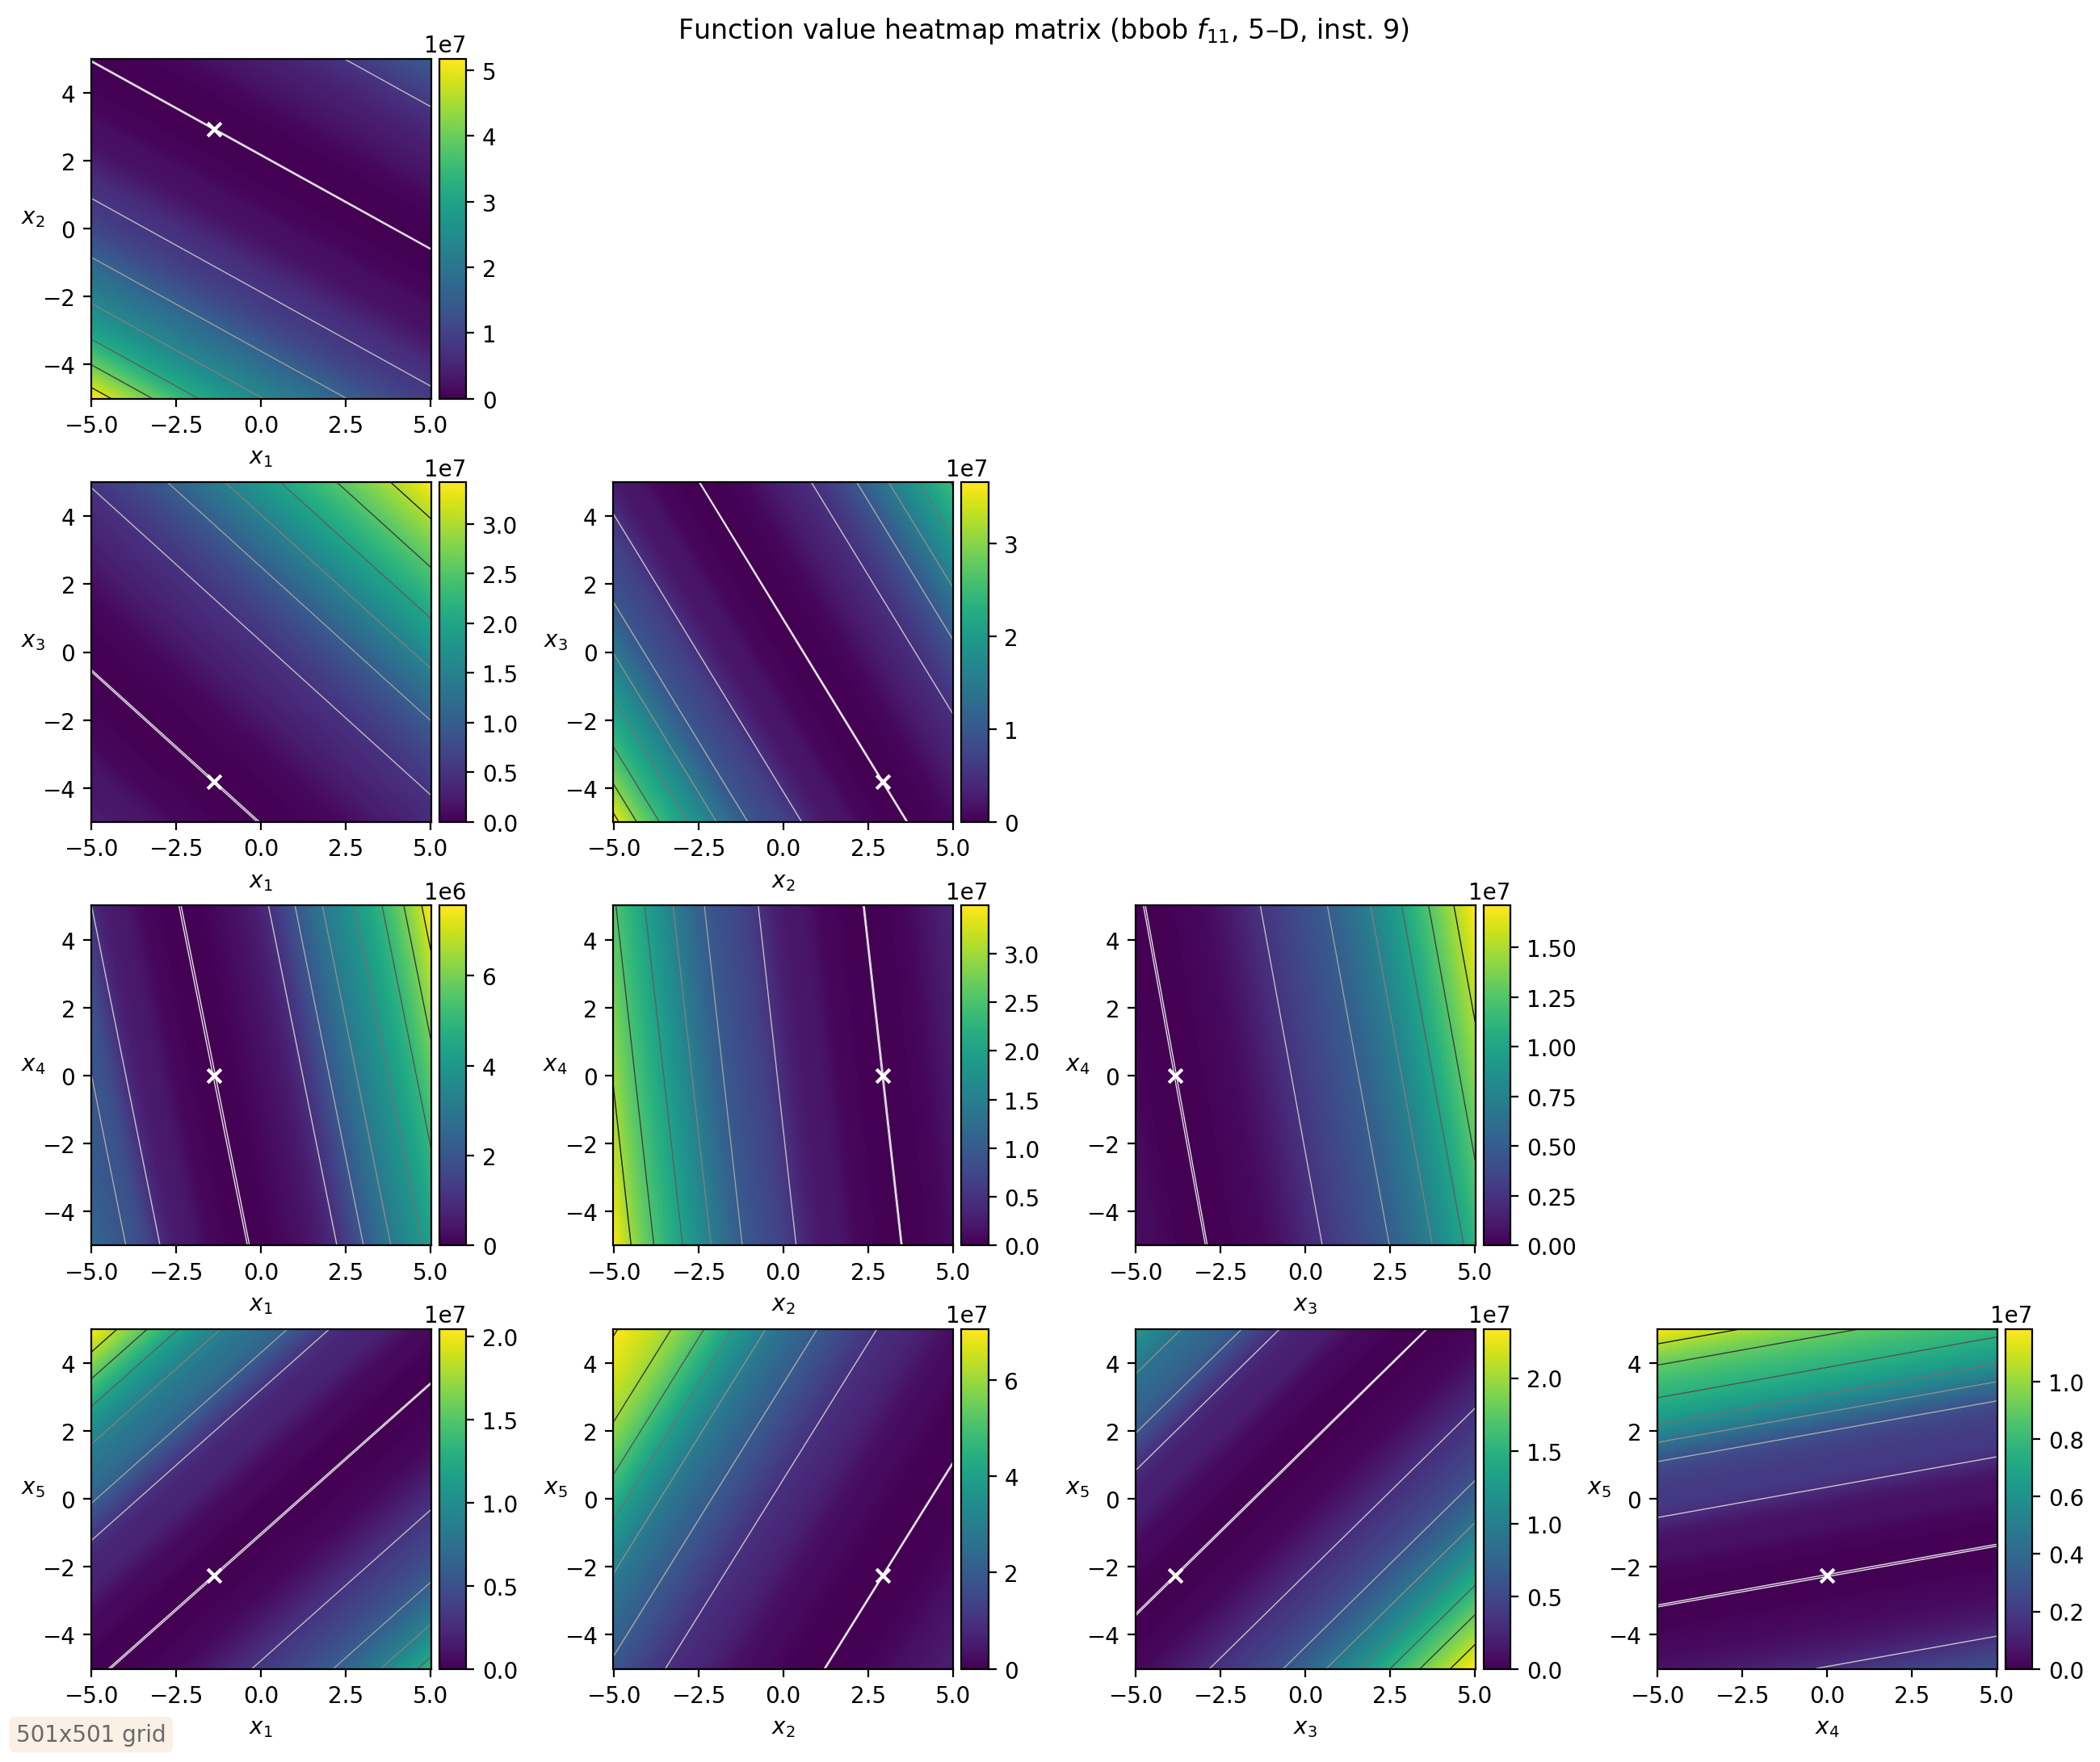 Function value heatmap matrix (bbob f₁₁, 5–D, inst. 9)
1e7
5
4
3
2
1
0
4
2
0
−2
−4
x₂
−5.0 −2.5 0.0 2.5 5.0
x₁
1e7
3.0
2.5
2.0
1.5
1.0
0.5
0.0
4
2
0
−2
−4
x₃
−5.0 −2.5 0.0 2.5 5.0
x₁
1e7
3
2
1
0
4
2
0
−2
−4
x₃
−5.0 −2.5 0.0 2.5 5.0
x₂
1e6
6
4
2
0
4
2
0
−2
−4
x₄
−5.0 −2.5 0.0 2.5 5.0
x₁
1e7
3.0
2.5
2.0
1.5
1.0
0.5
0.0
4
2
0
−2
−4
x₄
−5.0 −2.5 0.0 2.5 5.0
x₂
1e7
1.50
1.25
1.00
0.75
0.50
0.25
0.00
4
2
0
−2
−4
x₄
−5.0 −2.5 0.0 2.5 5.0
x₃
1e7
2.0
1.5
1.0
0.5
0.0
4
2
0
−2
−4
x₅
−5.0 −2.5 0.0 2.5 5.0
x₁
1e7
6
4
2
0
4
2
0
−2
−4
x₅
−5.0 −2.5 0.0 2.5 5.0
x₂
1e7
2.0
1.5
1.0
0.5
0.0
4
2
0
−2
−4
x₅
−5.0 −2.5 0.0 2.5 5.0
x₃
1e7
1.0
0.8
0.6
0.4
0.2
0.0
4
2
0
−2
−4
x₅
−5.0 −2.5 0.0 2.5 5.0
x₄
501x501 grid